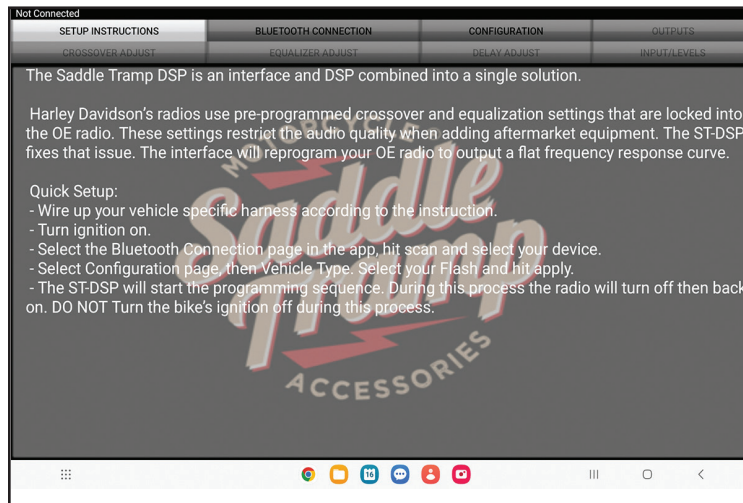 Not Connected
SETUP INSTRUCTIONS BLUETOOTH CONNECTION CONFIGURATION OUTPUTS
CROSSOVER ADJUST EQUALIZER ADJUST DELAY ADJUST INPUT/LEVELS
The Saddle Tramp DSP is an interface and DSP combined into a single solution.
Harley Davidson's radios use pre-programmed crossover and equalization settings that are locked into
the OE radio. These settings restrict the audio quality when adding aftermarket equipment. The ST-DSP
fixes that issue. The interface will reprogram your OE radio to output a flat frequency response curve.
Quick Setup:
- Wire up your vehicle specific harness according to the instruction.
- Turn ignition on.
- Select the Bluetooth Connection page in the app, hit scan and select your device.
- Select Configuration page, then Vehicle Type. Select your Flash and hit apply.
- The ST-DSP will start the programming sequence. During this process the radio will turn off then back
on. DO NOT Turn the bike's ignition off during this process.
MOTORCYCLE
Saddle
Tramp
ACCESSORIES
16